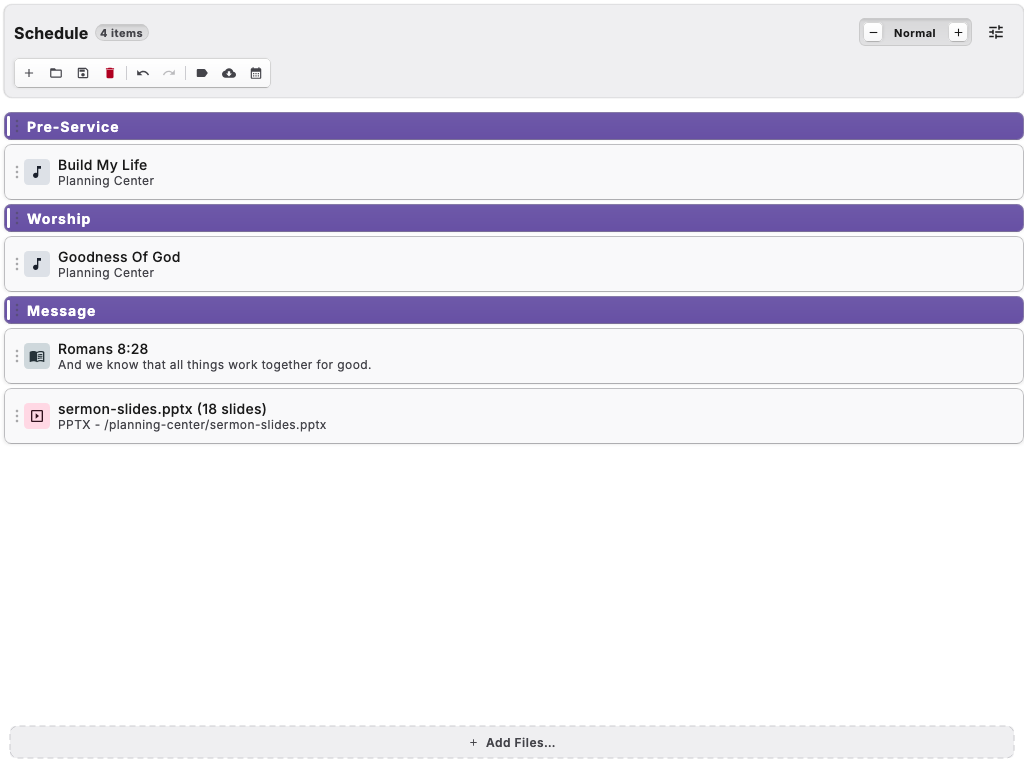 Schedule 4 items
− Normal +
Pre-Service
Build My Life
Planning Center
Worship
Goodness Of God
Planning Center
Message
Romans 8:28
And we know that all things work together for good.
sermon-slides.pptx (18 slides)
PPTX - /planning-center/sermon-slides.pptx
+ Add Files...